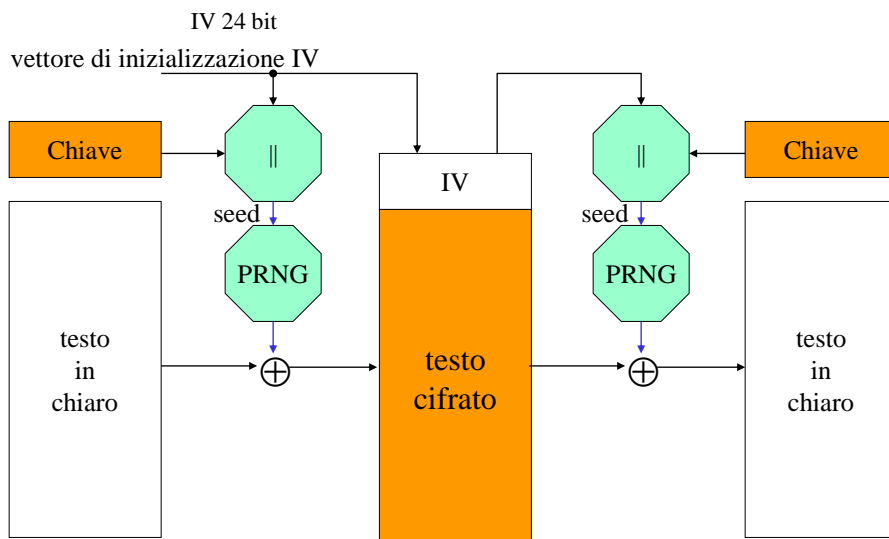 IV 24 bit
vettore di inizializzazione IV
Chiave
||
||
Chiave
IV
seed
seed
PRNG
PRNG
testo
in
chiaro
testo
cifrato
testo
in
chiaro